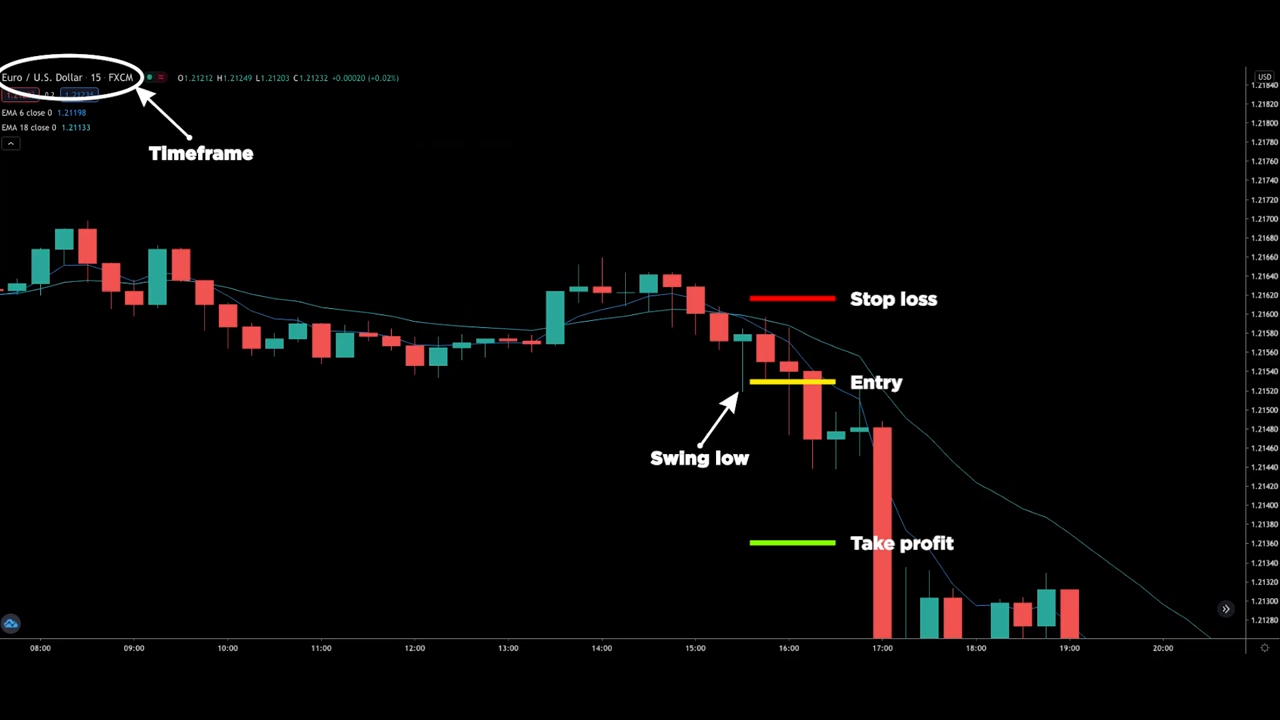 Euro / U.S. Dollar · 15 · FXCM
O1.21212 H1.21249 L1.21203 C1.21232 +0.00020 (+0.02%)
0.2
EMA 6 close 0 1.21198
EMA 18 close 0 1.21133
Timeframe
USD
1.21840
1.21820
1.21800
1.21780
1.21760
1.21740
1.21720
1.21700
1.21680
1.21660
1.21640
1.21620
1.21600
1.21580
1.21560
1.21540
1.21520
1.21500
1.21480
1.21460
1.21440
1.21420
1.21400
1.21380
1.21360
1.21340
1.21320
1.21300
1.21280
Stop loss
Entry
Swing low
Take profit
08:00 09:00 10:00 11:00 12:00 13:00 14:00 15:00 16:00 17:00 18:00 19:00 20:00